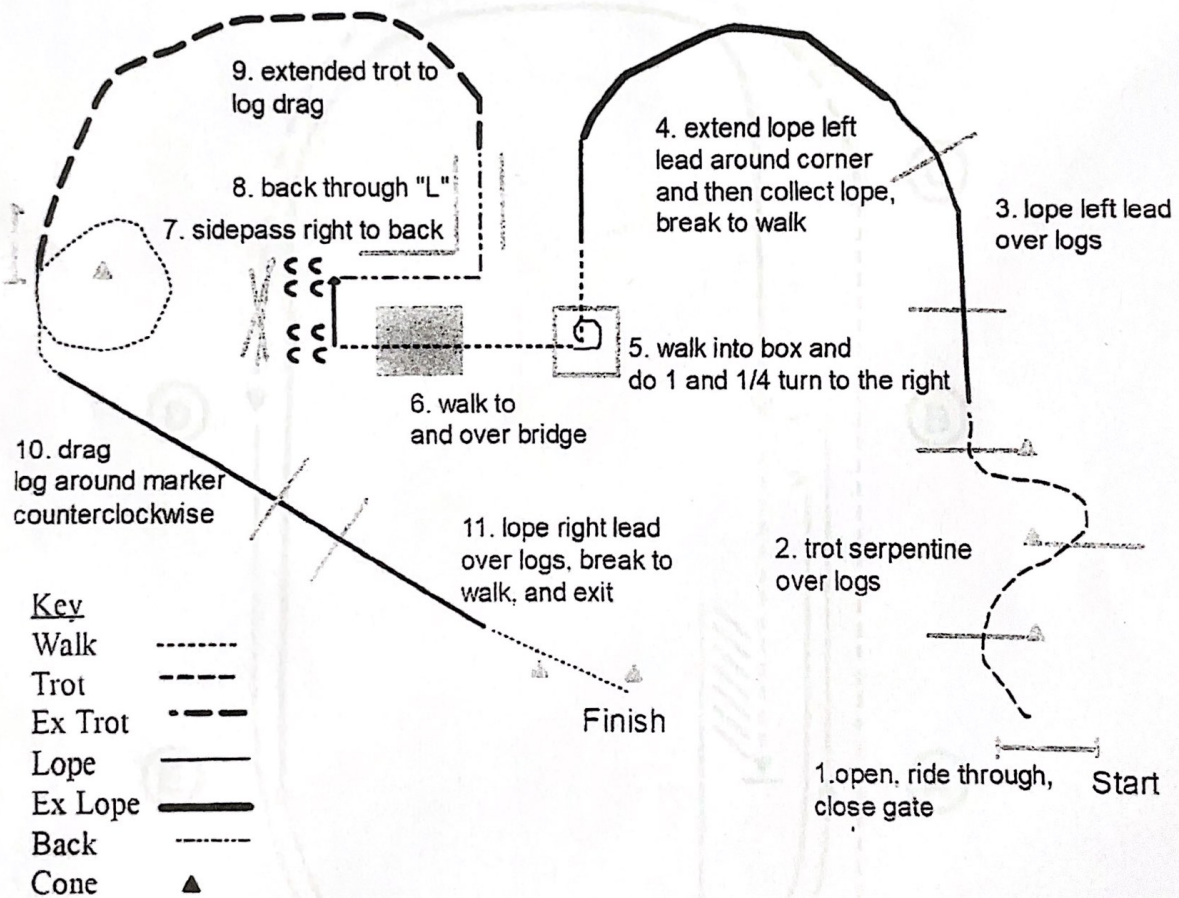 9. extended trot to
log drag
8. back through "L"
7. sidepass right to back
4. extend lope left
lead around corner
and then collect lope,
break to walk
3. lope left lead
over logs
5. walk into box and
do 1 and 1/4 turn to the right
6. walk to
and over bridge
10. drag
log around marker
counterclockwise
11. lope right lead
over logs, break to
walk, and exit
2. trot serpentine
over logs
Finish
1.open, ride through,
close gate
Start
Key
Walk
Trot
Ex Trot
Lope
Ex Lope
Back
Cone